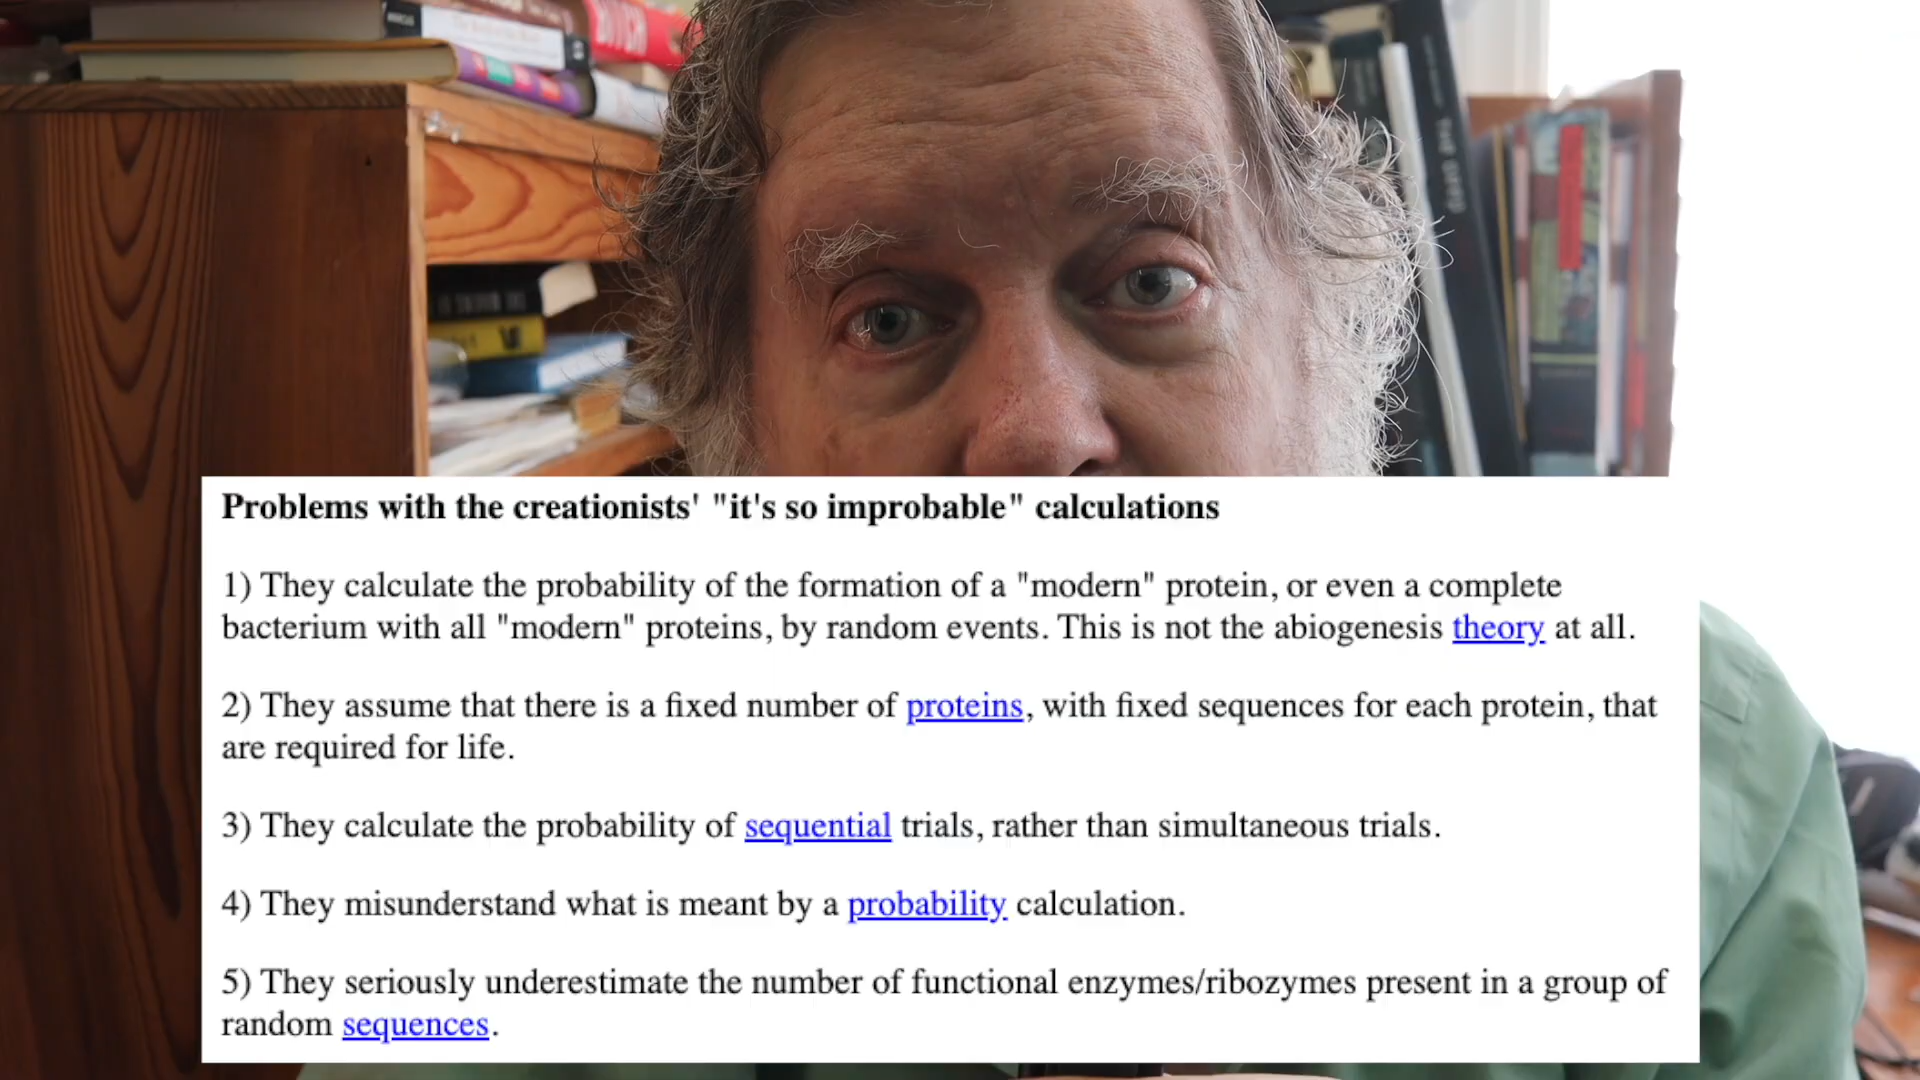 Problems with the creationists' "it's so improbable" calculations
1) They calculate the probability of the formation of a "modern" protein, or even a complete
bacterium with all "modern" proteins, by random events. This is not the abiogenesis theory at all.
2) They assume that there is a fixed number of proteins, with fixed sequences for each protein, that
are required for life.
3) They calculate the probability of sequential trials, rather than simultaneous trials.
4) They misunderstand what is meant by a probability calculation.
5) They seriously underestimate the number of functional enzymes/ribozymes present in a group of
random sequences.